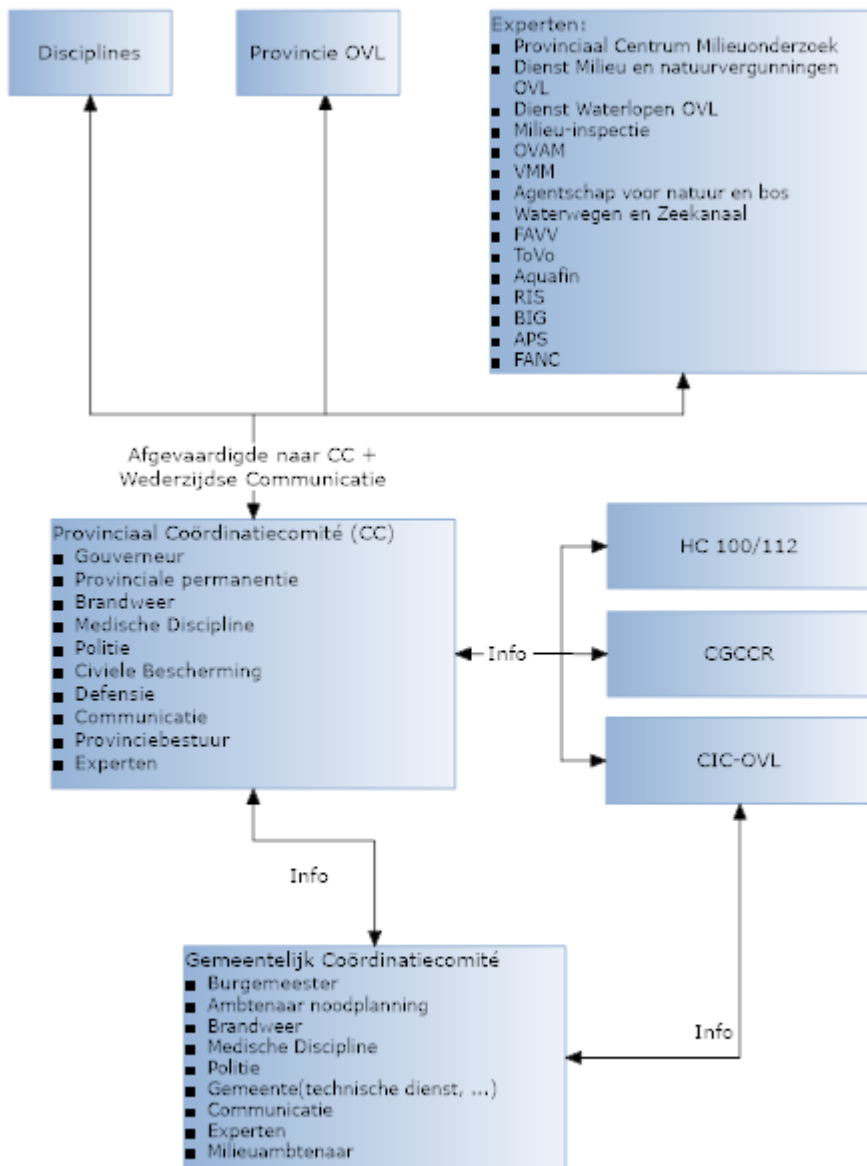 Disciplines
Provincie OVL
Experten:
■ Provinciaal Centrum Milieuonderzoek
■ Dienst Milieu en natuurvergunningen
OVL
■ Dienst Waterlopen OVL
■ Milieu-inspectie
■ OVAM
■ VMM
■ Agentschap voor natuur en bos
■ Waterwegen en Zeekanaal
■ FAVV
■ ToVo
■ Aquafin
■ RIS
■ BIG
■ APS
■ FANC
Afgevaardigde naar CC +
Wederzijdse Communicatie
Provinciaal Coördinatiecomité (CC)
■ Gouverneur
■ Provinciale permanentie
■ Brandweer
■ Medische Discipline
■ Politie
■ Civiele Bescherming
■ Defensie
■ Communicatie
■ Provinciebestuur
■ Experten
Info
HC 100/112
CGCCR
CIC-OVL
Info
Gemeentelijk Coördinatiecomité
■ Burgemeester
■ Ambtenaar noodplanning
■ Brandweer
■ Medische Discipline
■ Politie
■ Gemeente(technische dienst, ...)
■ Communicatie
■ Experten
■ Milieuambtenaar
Info